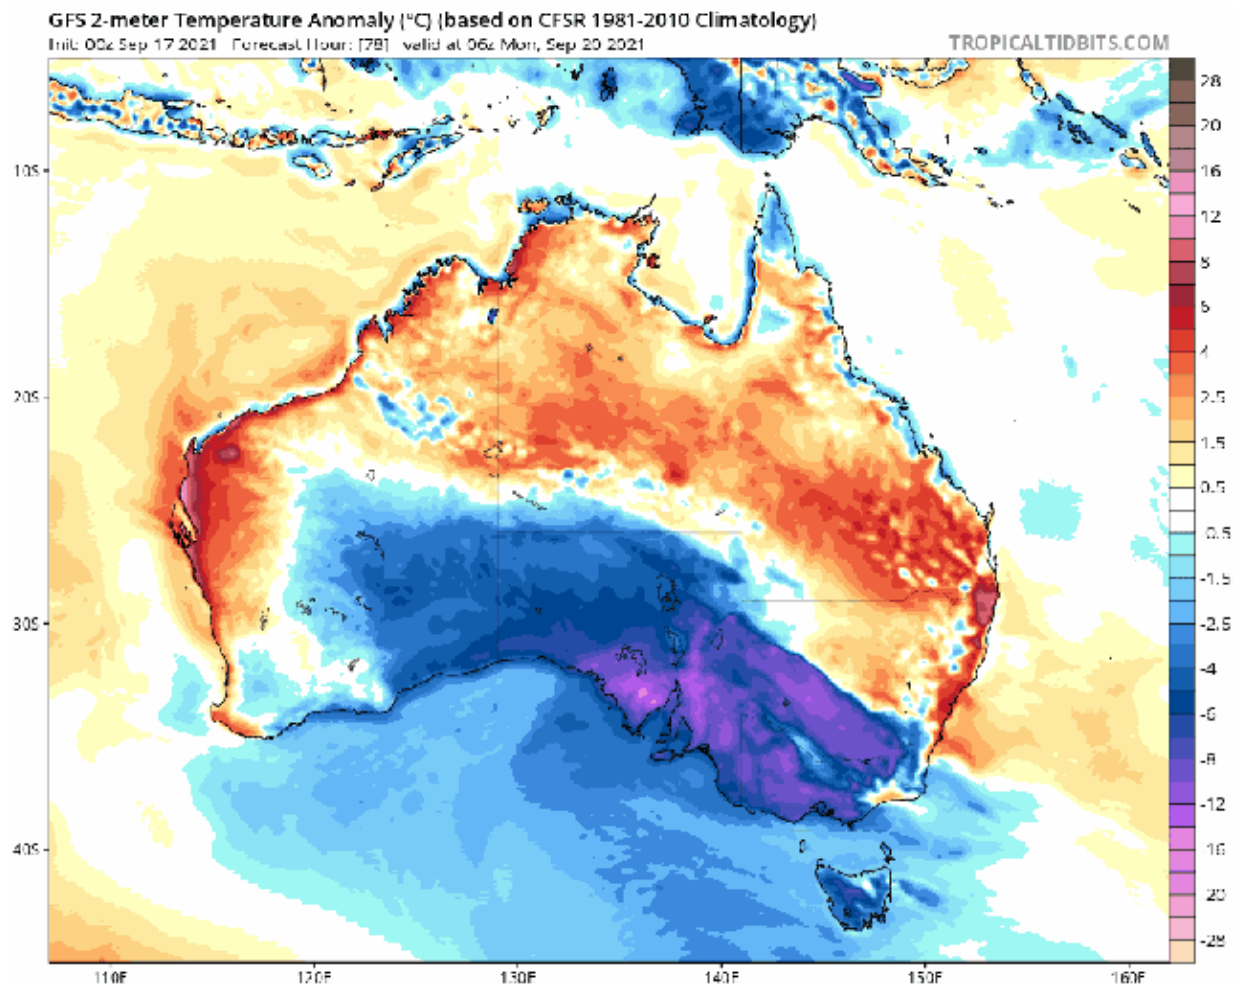 GFS 2-meter Temperature Anomaly (°C) (based on CFSR 1981-2010 Climatology)
Init: 00z Sep 17 2021 Forecast Hour: [78] valid at 06z Mon, Sep 20 2021
TROPICALTIDBITS.COM
28
20
16
12
8
6
4
2.5
1.5
0.5
-0.5
-1.5
-2.5
-4
-6
-8
-12
-16
-20
-28
10S
20S
30S
40S
110E
120E
130E
140E
150E
160E